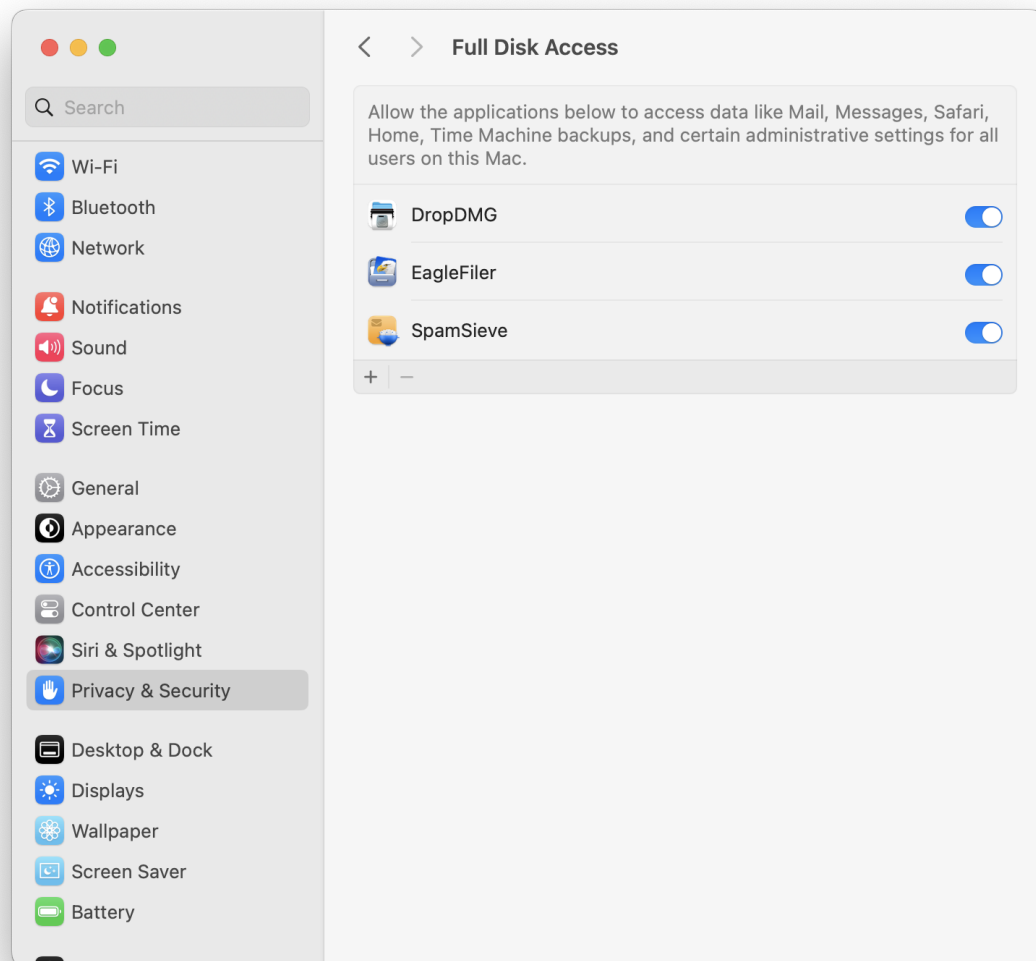 Search
Wi-Fi
Bluetooth
Network
Notifications
Sound
Focus
Screen Time
General
Appearance
Accessibility
Control Center
Siri & Spotlight
Privacy & Security
Desktop & Dock
Displays
Wallpaper
Screen Saver
Battery
Full Disk Access
Allow the applications below to access data like Mail, Messages, Safari,
Home, Time Machine backups, and certain administrative settings for all
users on this Mac.
DropDMG
EagleFiler
SpamSieve